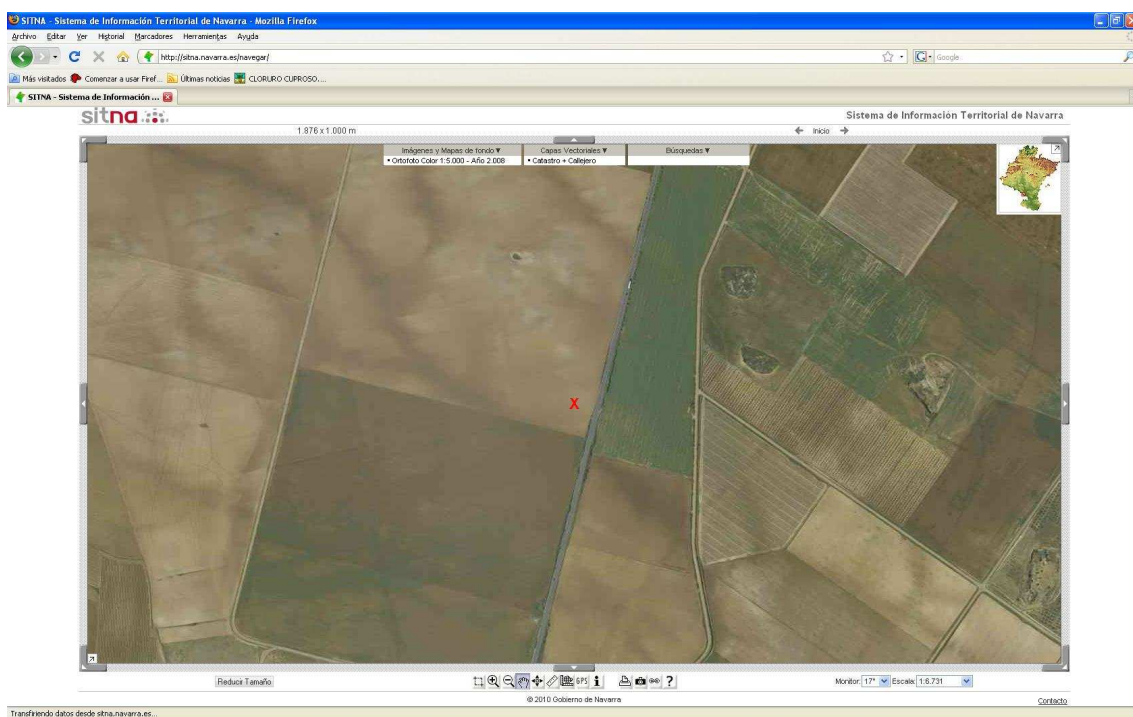 SITNA - Sistema de Información Territorial de Navarra - Mozilla Firefox
Archivo Editar Ver Historial Marcadores Herramientas Ayuda
http://sitna.navarra.es/navegar/
Google
Más visitados Comenzar a usar Firef... Últimas noticias CLORURO CUPROSO....
SITNA - Sistema de Información ...
sitna
Sistema de Información Territorial de Navarra
1.876 x 1.000 m
Inicio
Imágenes y Mapas de fondo ▼ Capas Vectoriales ▼ Búsquedas ▼
• Ortofoto Color 1:5.000 - Año 2.008 • Catastro + Callejero
X
Reducir Tamaño
GPS i ?
Monitor: 17" Escala: 1:6.731
© 2010 Gobierno de Navarra
Contacto
Transfiriendo datos desde sitna.navarra.es...